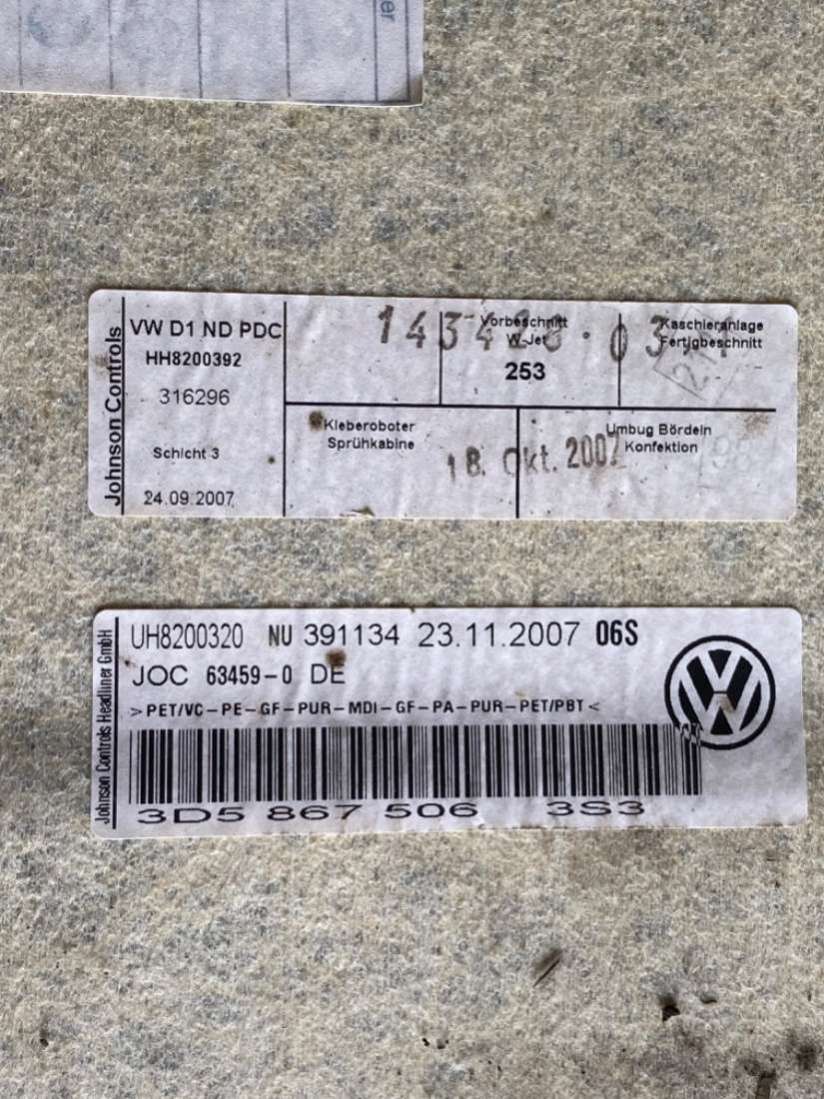 er
Johnson Controls
VW D1 ND PDC
HH8200392
316296
Schicht 3
24.09.2007
Vorbeschnitt
W-Jet
253
Kaschieranlage
Fertigbeschnitt
Kleberoboter
Sprühkabine
18. Okt. 2007
Umbug Bördeln
Konfektion
Johnson Controls Headliner GmbH
UH8200320 NU 391134 23.11.2007 06S
JOC 63459-0 DE
>PET/VC-PE-GF-PUR-MDI-GF-PA-PUR-PET/PBT<
3D5 867 506 3S3